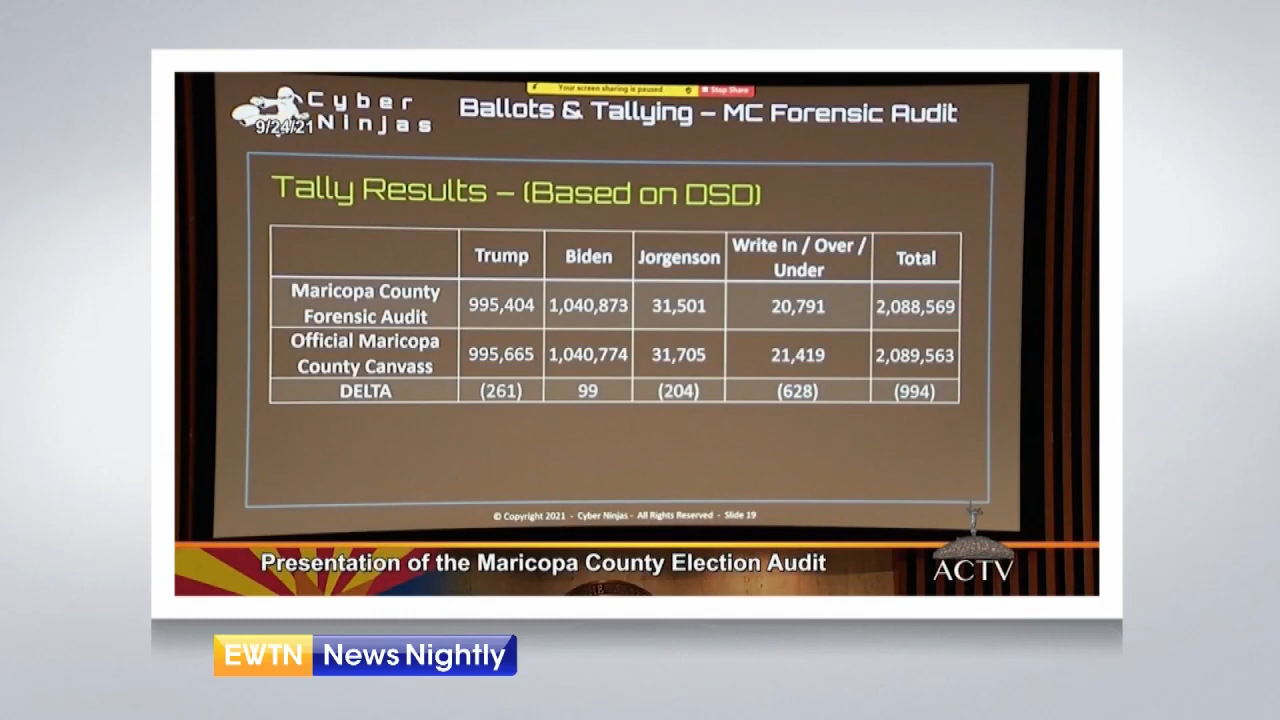 Your screen sharing is paused Stop Share
Cyber
Ninjas
9/24/21
Ballots & Tallying – MC Forensic Audit
Tally Results – (Based on DSD)
Trump Biden Jorgenson Write In / Over / Under Total
Maricopa County Forensic Audit 995,404 1,040,873 31,501 20,791 2,088,569
Official Maricopa County Canvass 995,665 1,040,774 31,705 21,419 2,089,563
DELTA (261) 99 (204) (628) (994)
© Copyright 2021 - Cyber Ninjas - All Rights Reserved - Slide 19
Presentation of the Maricopa County Election Audit
ACTV
EWTN News Nightly